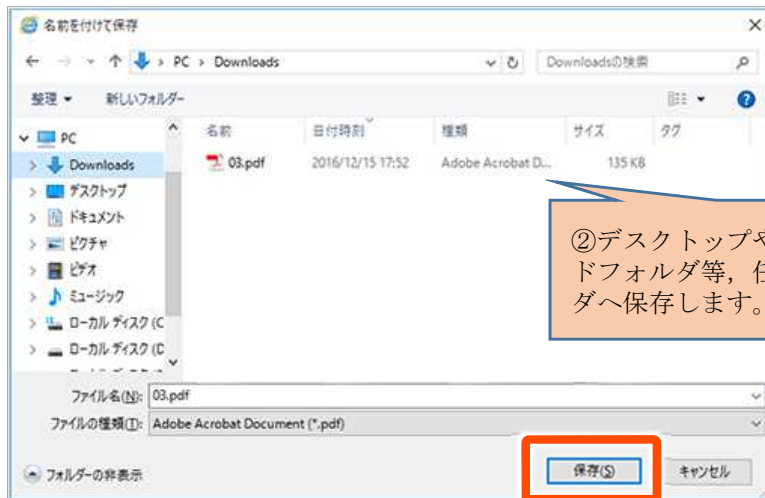 名前を付けて保存
PC > Downloads
Downloadsの検索
整理
新しいフォルダー
PC
Downloads
デスクトップ
ドキュメント
ピクチャ
ビデオ
ミュージック
ローカル ディスク (C
ローカル ディスク (D
名前 日付時刻 種類 サイズ タグ
03.pdf 2016/12/15 17:52 Adobe Acrobat D... 135 KB
②デスクトップや
ドフォルダ等，任
ダへ保存します。
ファイル名(N): 03.pdf
ファイルの種類(T): Adobe Acrobat Document (*.pdf)
フォルダーの非表示
保存(S)
キャンセル